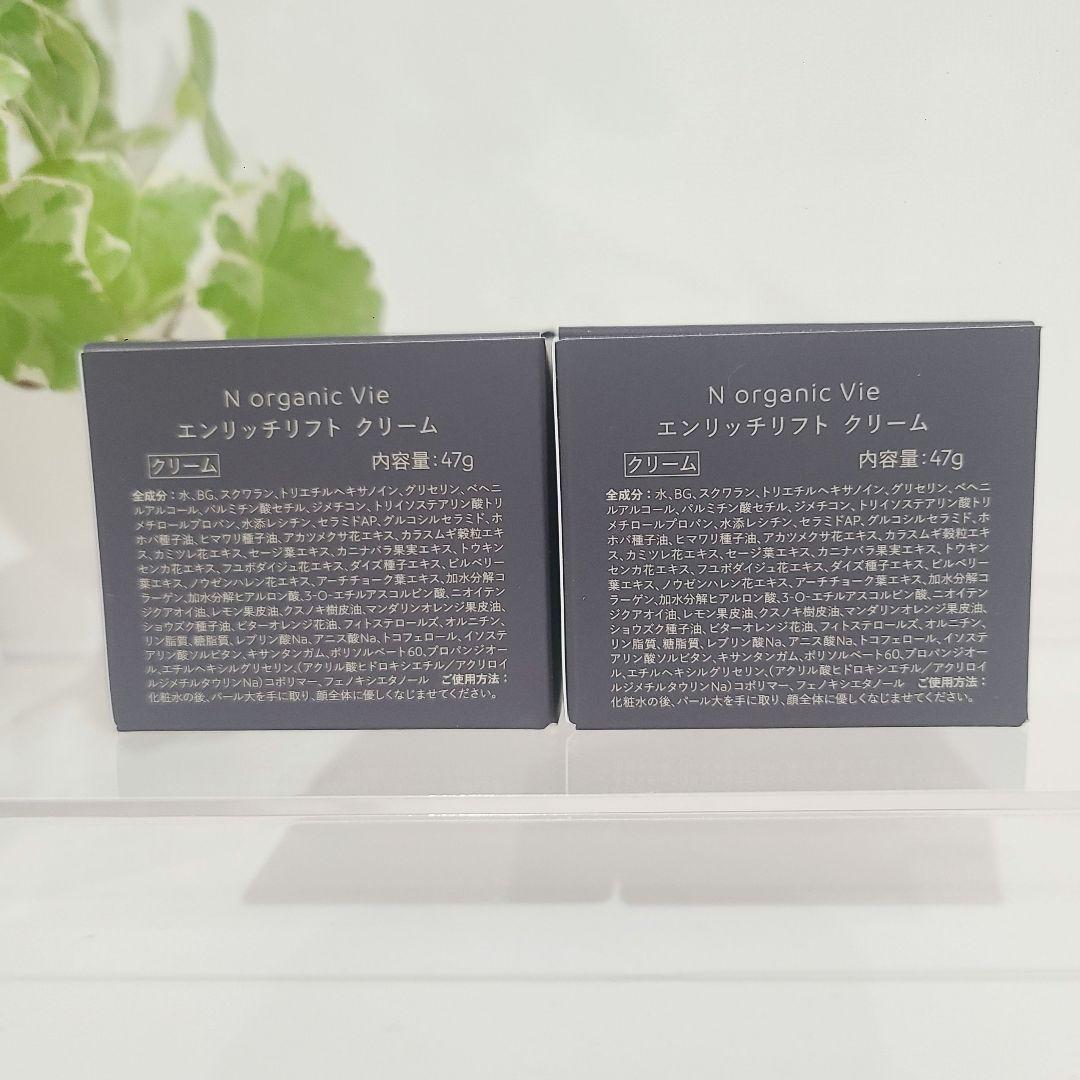 N organic Vie
エンリッチリフト クリーム
クリーム 内容量:47g
全成分:水、BG、スクワラン、トリエチルヘキサノイン、グリセリン、ベヘニ
ルアルコール、パルミチン酸セチル、ジメチコン、トリイソステアリン酸トリ
メチロールプロパン、水添レシチン、セラミドAP、グルコシルセラミド、ホ
ホバ種子油、ヒマワリ種子油、アカツメクサ花エキス、カラスムギ穀粒エキ
ス、カミツレ花エキス、セージ葉エキス、カニナバラ果実エキス、トウキン
センカ花エキス、フユボダイジュ花エキス、ダイズ種子エキス、ビルベリー
葉エキス、ノウゼンハレン花エキス、アーチチョーク葉エキス、加水分解コ
ラーゲン、加水分解ヒアルロン酸、3-O-エチルアスコルビン酸、ニオイテン
ジクアオイ油、レモン果皮油、クスノキ樹皮油、マンダリンオレンジ果皮油、
ショウズク種子油、ビターオレンジ花油、フィトステロールズ、オルニチン、
リン脂質、糖脂質、レブリン酸Na、アニス酸Na、トコフェロール、イソステ
アリン酸ソルビタン、キサンタンガム、ポリソルベート60、プロパンジオー
ル、エチルヘキシルグリセリン、(アクリル酸ヒドロキシエチル/アクリロイ
ルジメチルタウリンNa)コポリマー、フェノキシエタノール ご使用方法:
化粧水の後、パール大を手に取り、顔全体に優しくなじませてください。
N organic Vie
エンリッチリフト クリーム
クリーム 内容量:47g
全成分:水、BG、スクワラン、トリエチルヘキサノイン、グリセリン、ベヘニ
ルアルコール、パルミチン酸セチル、ジメチコン、トリイソステアリン酸トリ
メチロールプロパン、水添レシチン、セラミドAP、グルコシルセラミド、ホ
ホバ種子油、ヒマワリ種子油、アカツメクサ花エキス、カラスムギ穀粒エキ
ス、カミツレ花エキス、セージ葉エキス、カニナバラ果実エキス、トウキン
センカ花エキス、フユボダイジュ花エキス、ダイズ種子エキス、ビルベリー
葉エキス、ノウゼンハレン花エキス、アーチチョーク葉エキス、加水分解コ
ラーゲン、加水分解ヒアルロン酸、3-O-エチルアスコルビン酸、ニオイテン
ジクアオイ油、レモン果皮油、クスノキ樹皮油、マンダリンオレンジ果皮油、
ショウズク種子油、ビターオレンジ花油、フィトステロールズ、オルニチン、
リン脂質、糖脂質、レブリン酸Na、アニス酸Na、トコフェロール、イソステ
アリン酸ソルビタン、キサンタンガム、ポリソルベート60、プロパンジオー
ル、エチルヘキシルグリセリン、(アクリル酸ヒドロキシエチル/アクリロイ
ルジメチルタウリンNa)コポリマー、フェノキシエタノール ご使用方法:
化粧水の後、パール大を手に取り、顔全体に優しくなじませてください。